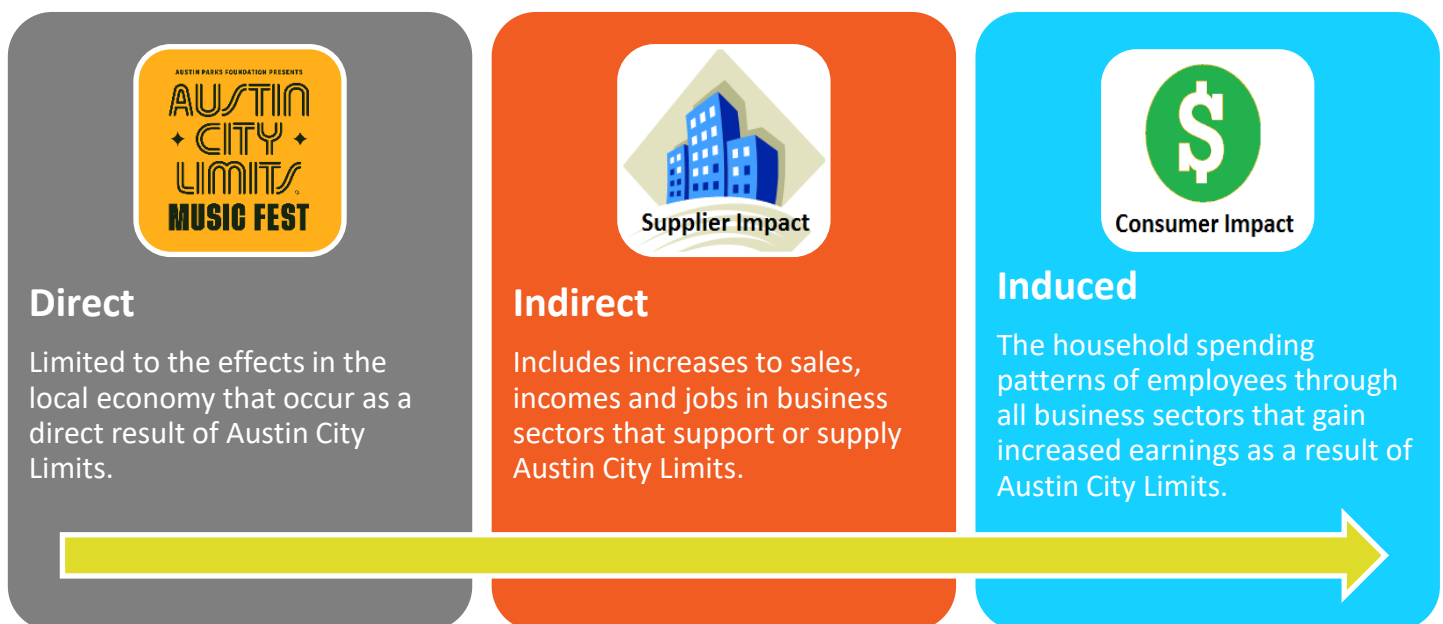 AUSTIN PARKS FOUNDATION PRESENTS
AUSTIN
CITY
LIMITS
MUSIC FEST
Direct
Limited to the effects in the
local economy that occur as a
direct result of Austin City
Limits.
Supplier Impact
Indirect
Includes increases to sales,
incomes and jobs in business
sectors that support or supply
Austin City Limits.
$
Consumer Impact
Induced
The household spending
patterns of employees through
all business sectors that gain
increased earnings as a result of
Austin City Limits.